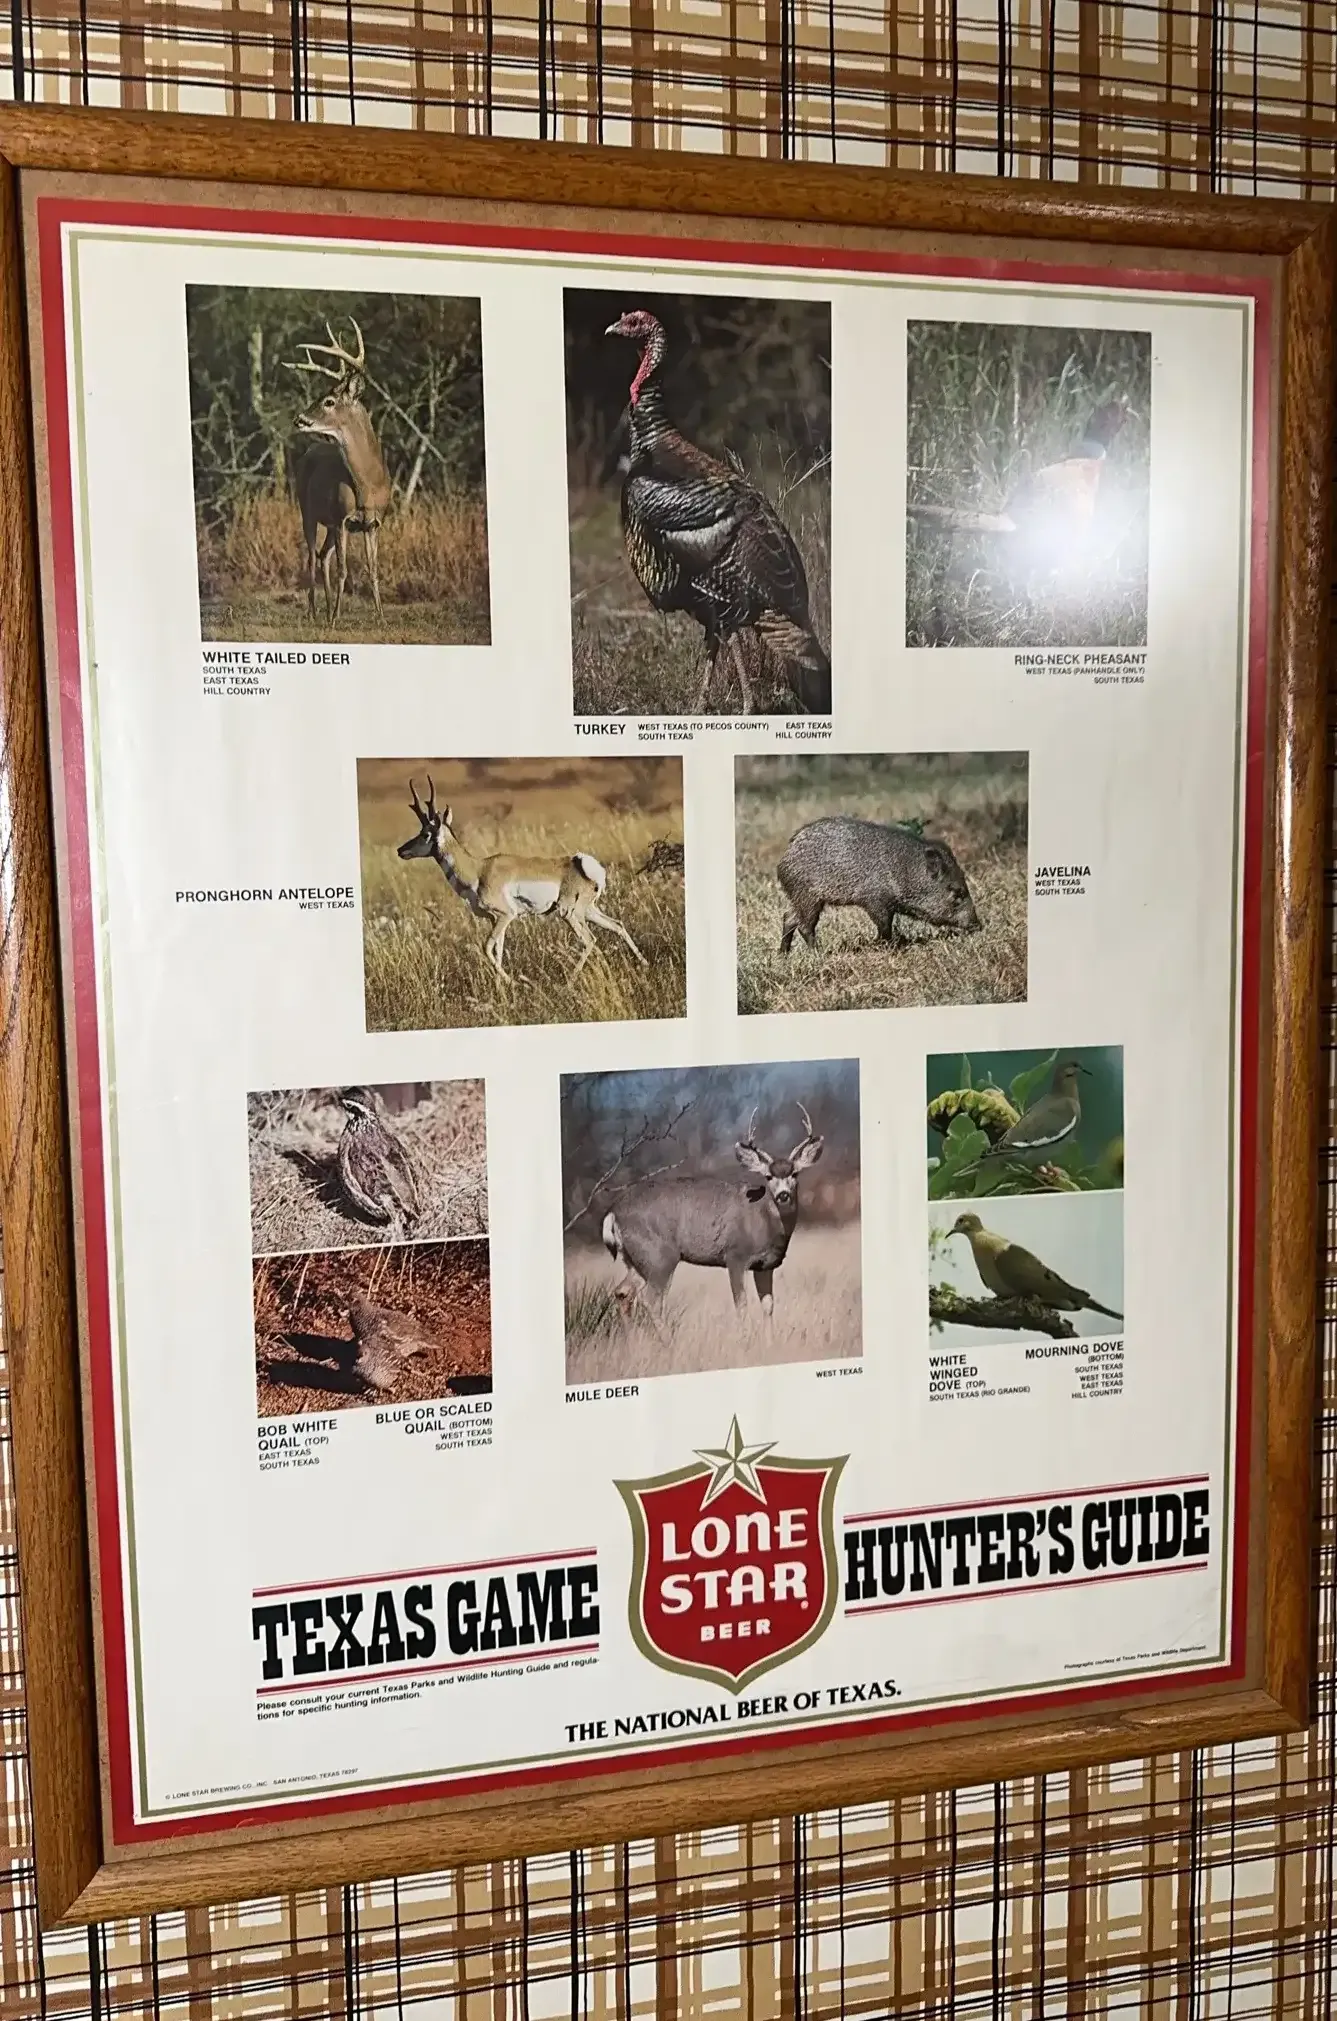 WHITE TAILED DEER
SOUTH TEXAS
EAST TEXAS
HILL COUNTRY
TURKEY
WEST TEXAS (TO PECOS COUNTY)
SOUTH TEXAS
EAST TEXAS
HILL COUNTRY
RING-NECK PHEASANT
WEST TEXAS (PANHANDLE ONLY)
SOUTH TEXAS
PRONGHORN ANTELOPE
WEST TEXAS
JAVELINA
WEST TEXAS
SOUTH TEXAS
BOB WHITE
QUAIL (TOP)
EAST TEXAS
SOUTH TEXAS
BLUE OR SCALED
QUAIL (BOTTOM)
WEST TEXAS
SOUTH TEXAS
MULE DEER
WEST TEXAS
WHITE
WINGED
DOVE (TOP)
SOUTH TEXAS (RIO GRANDE)
MOURNING DOVE
(BOTTOM)
SOUTH TEXAS
WEST TEXAS
EAST TEXAS
HILL COUNTRY
TEXAS GAME
LONE
STAR
BEER
HUNTER'S GUIDE
Please consult your current Texas Parks and Wildlife Hunting Guide and regula-
tions for specific hunting information.
Photographs courtesy of Texas Parks and Wildlife Department.
THE NATIONAL BEER OF TEXAS.
© LONE STAR BREWING CO., INC. SAN ANTONIO, TEXAS 78297